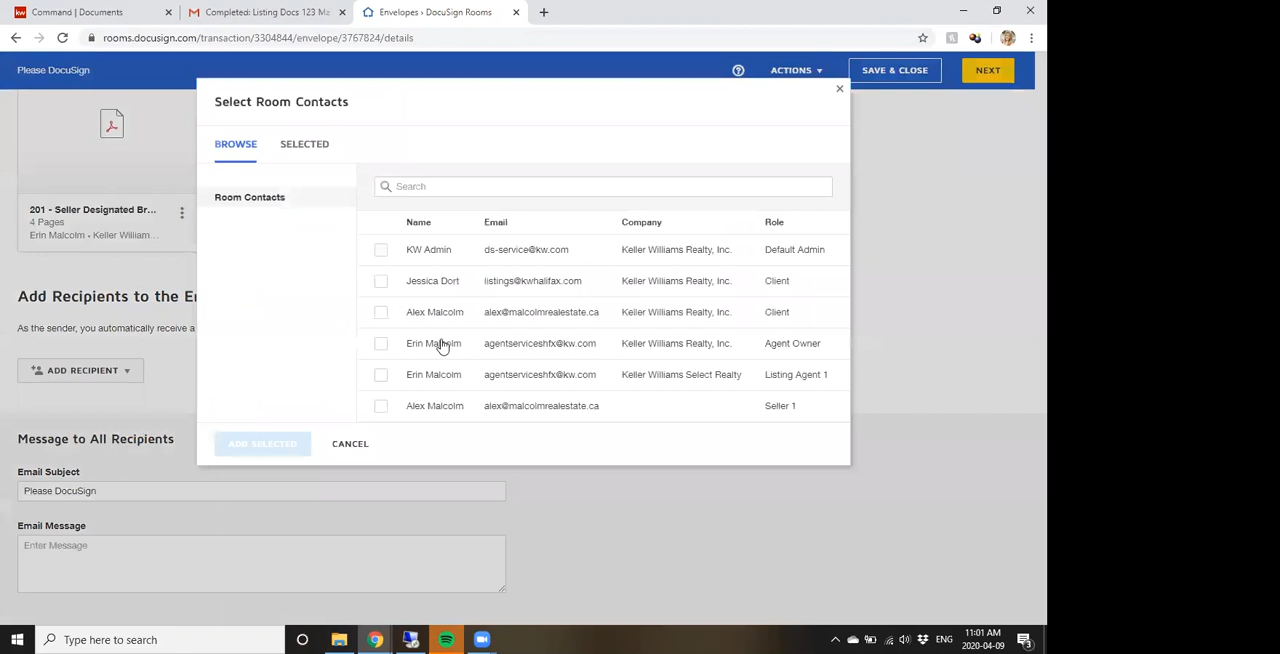 Command | Documents
Completed: Listing Docs 123 Ma
Envelopes › DocuSign Rooms
rooms.docusign.com/transaction/3304844/envelope/3767824/details
Please DocuSign
ACTIONS
SAVE & CLOSE
NEXT
Select Room Contacts
BROWSE
SELECTED
Room Contacts
Search
Name Email Company Role
KW Admin ds-service@kw.com Keller Williams Realty, Inc. Default Admin
Jessica Dort listings@kwhalifax.com Keller Williams Realty, Inc. Client
Alex Malcolm alex@malcolmrealestate.ca Keller Williams Realty, Inc. Client
Erin Malcolm agentserviceshfx@kw.com Keller Williams Realty, Inc. Agent Owner
Erin Malcolm agentserviceshfx@kw.com Keller Williams Select Realty Listing Agent 1
Alex Malcolm alex@malcolmrealestate.ca Seller 1
ADD SELECTED
CANCEL
201 - Seller Designated Br...
4 Pages
Erin Malcolm • Keller William...
Add Recipients to the E
As the sender, you automatically receive a
ADD RECIPIENT
Message to All Recipients
Email Subject
Please DocuSign
Email Message
Enter Message
Type here to search
ENG
11:01 AM
2020-04-09
3